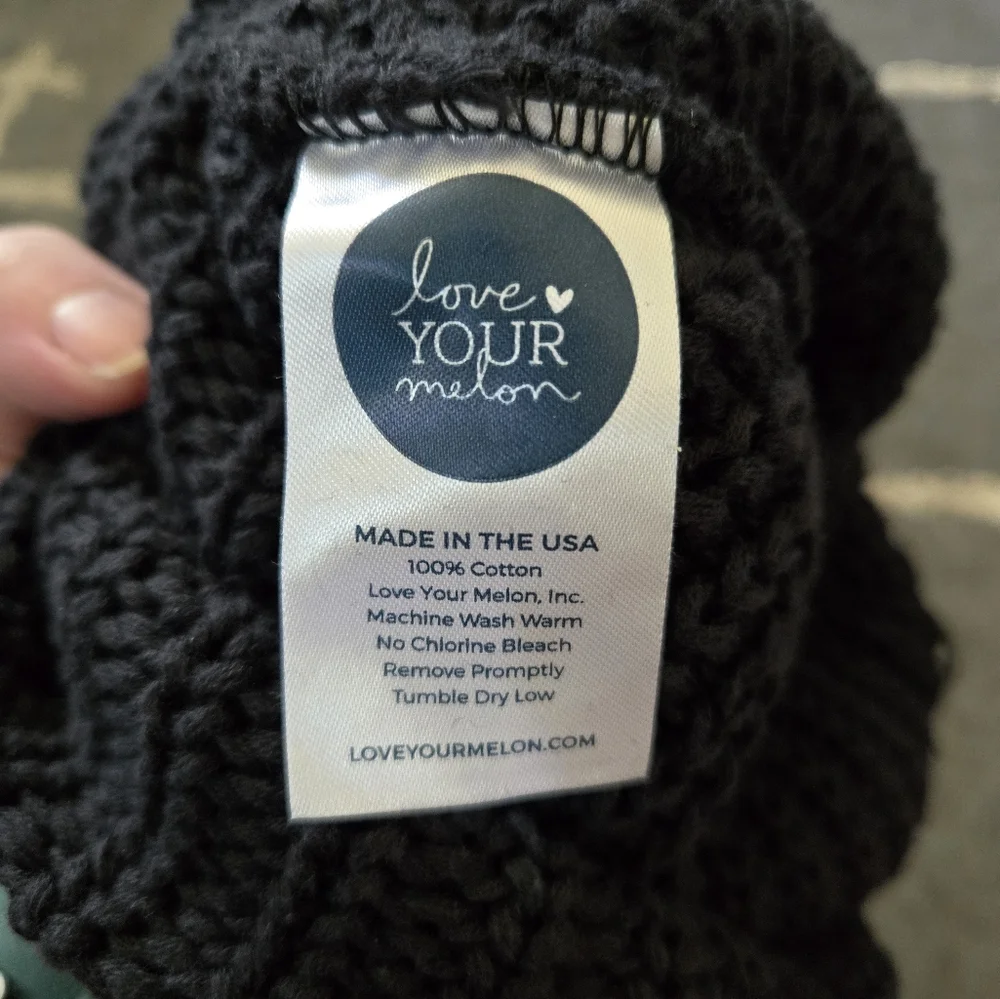 love
YOUR
melon
MADE IN THE USA
100% Cotton
Love Your Melon, Inc.
Machine Wash Warm
No Chlorine Bleach
Remove Promptly
Tumble Dry Low
LOVEYOURMELON.COM